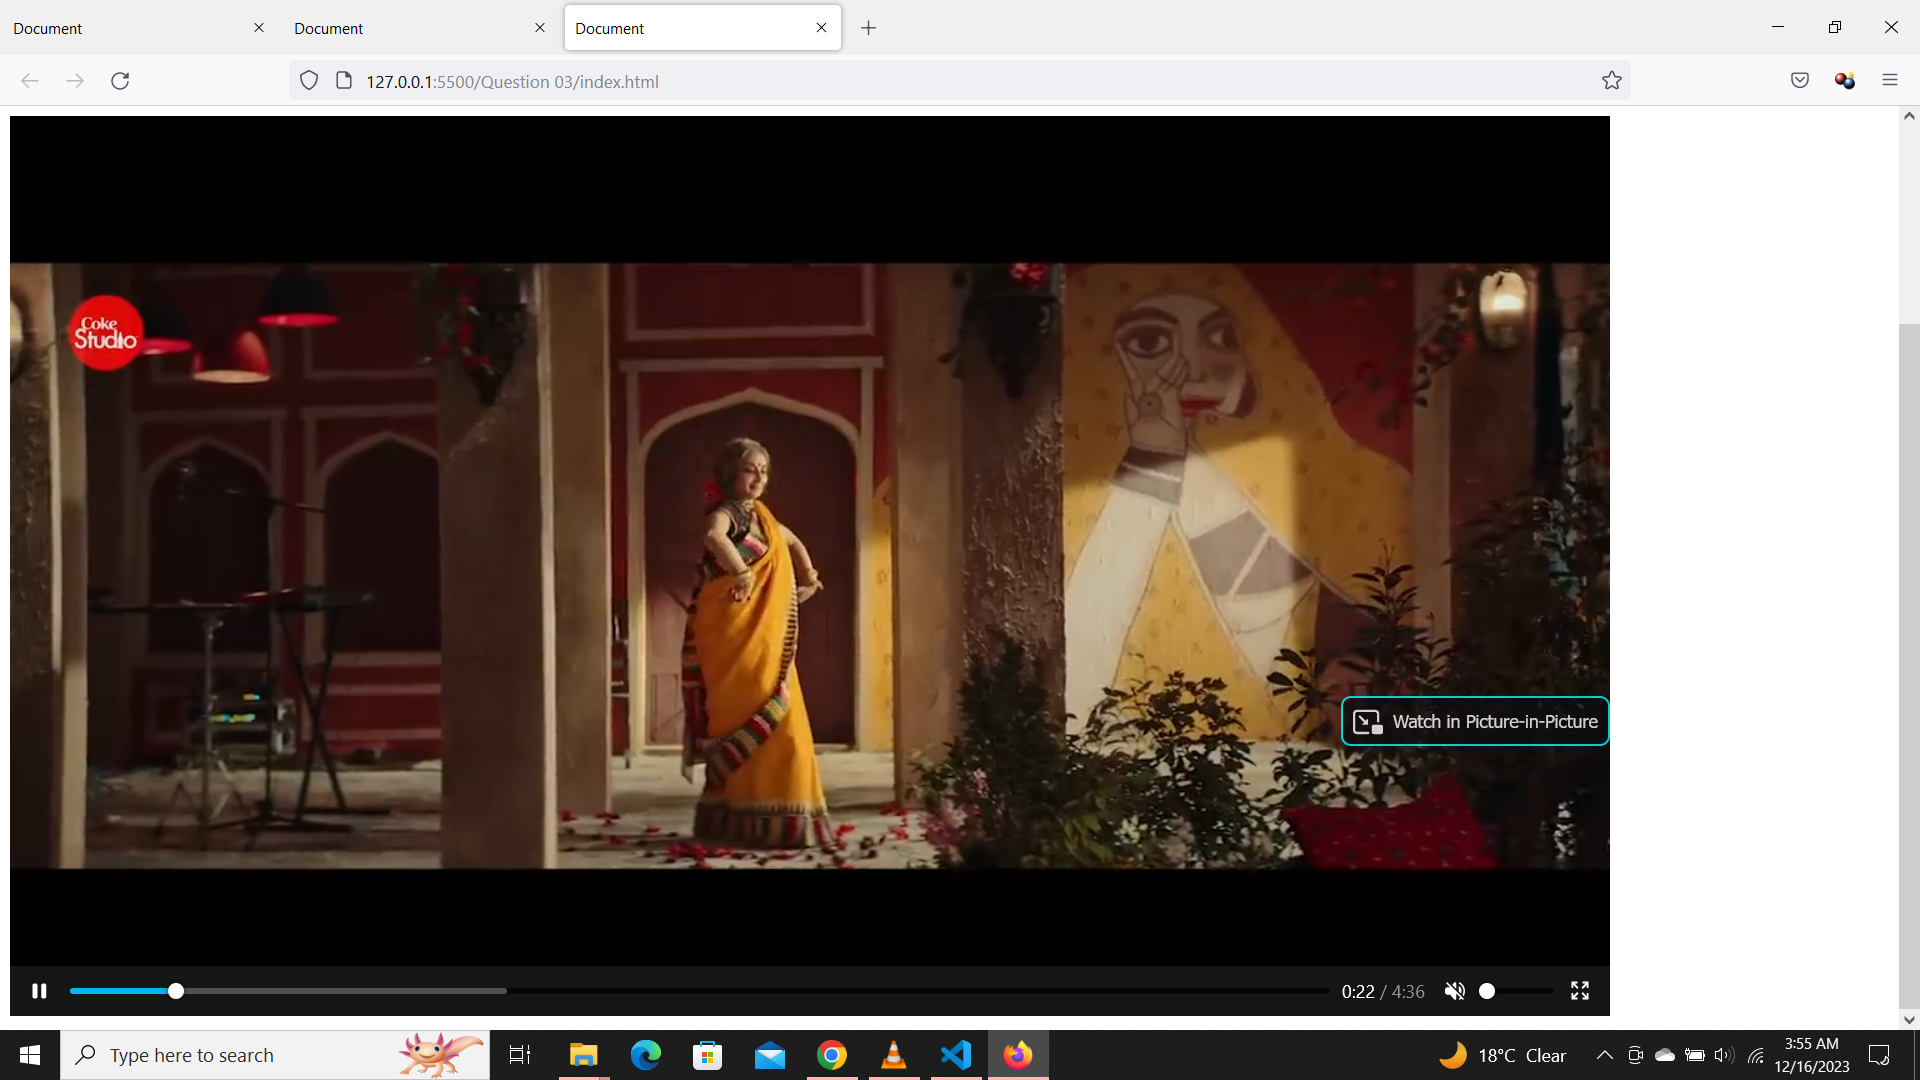 Document
Document
Document
127.0.0.1:5500/Question 03/index.html
Coke
Studio
Watch in Picture-in-Picture
0:22 / 4:36
Type here to search
18°C Clear
3:55 AM
12/16/2023